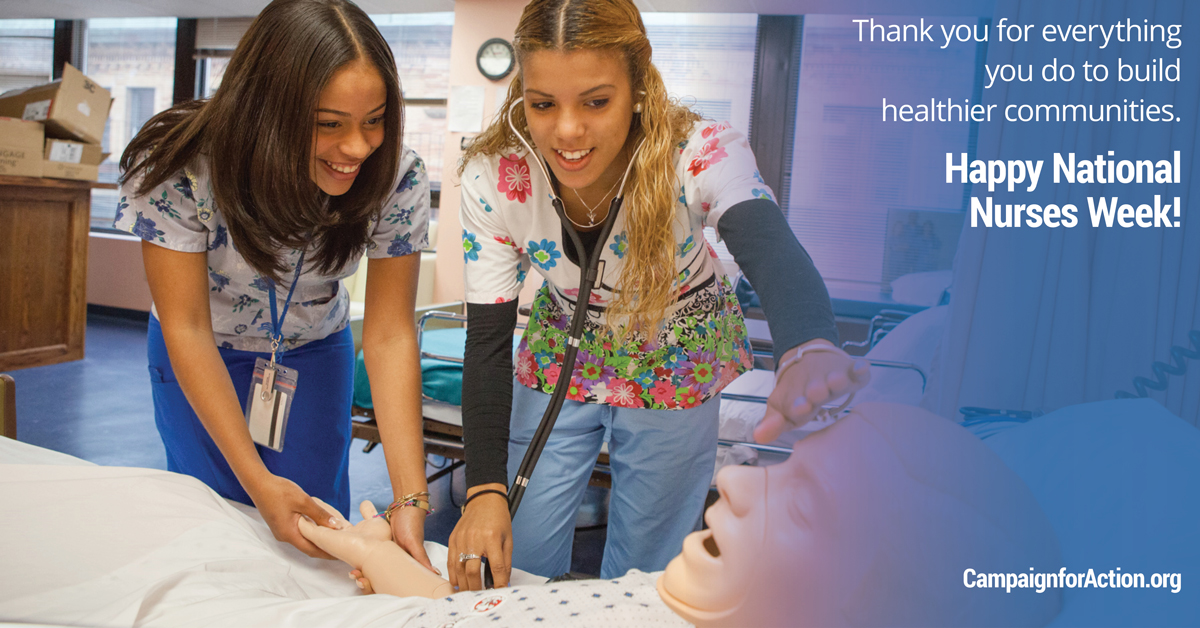 Thank you for everything
you do to build
healthier communities.
Happy National
Nurses Week!
CampaignforAction.org